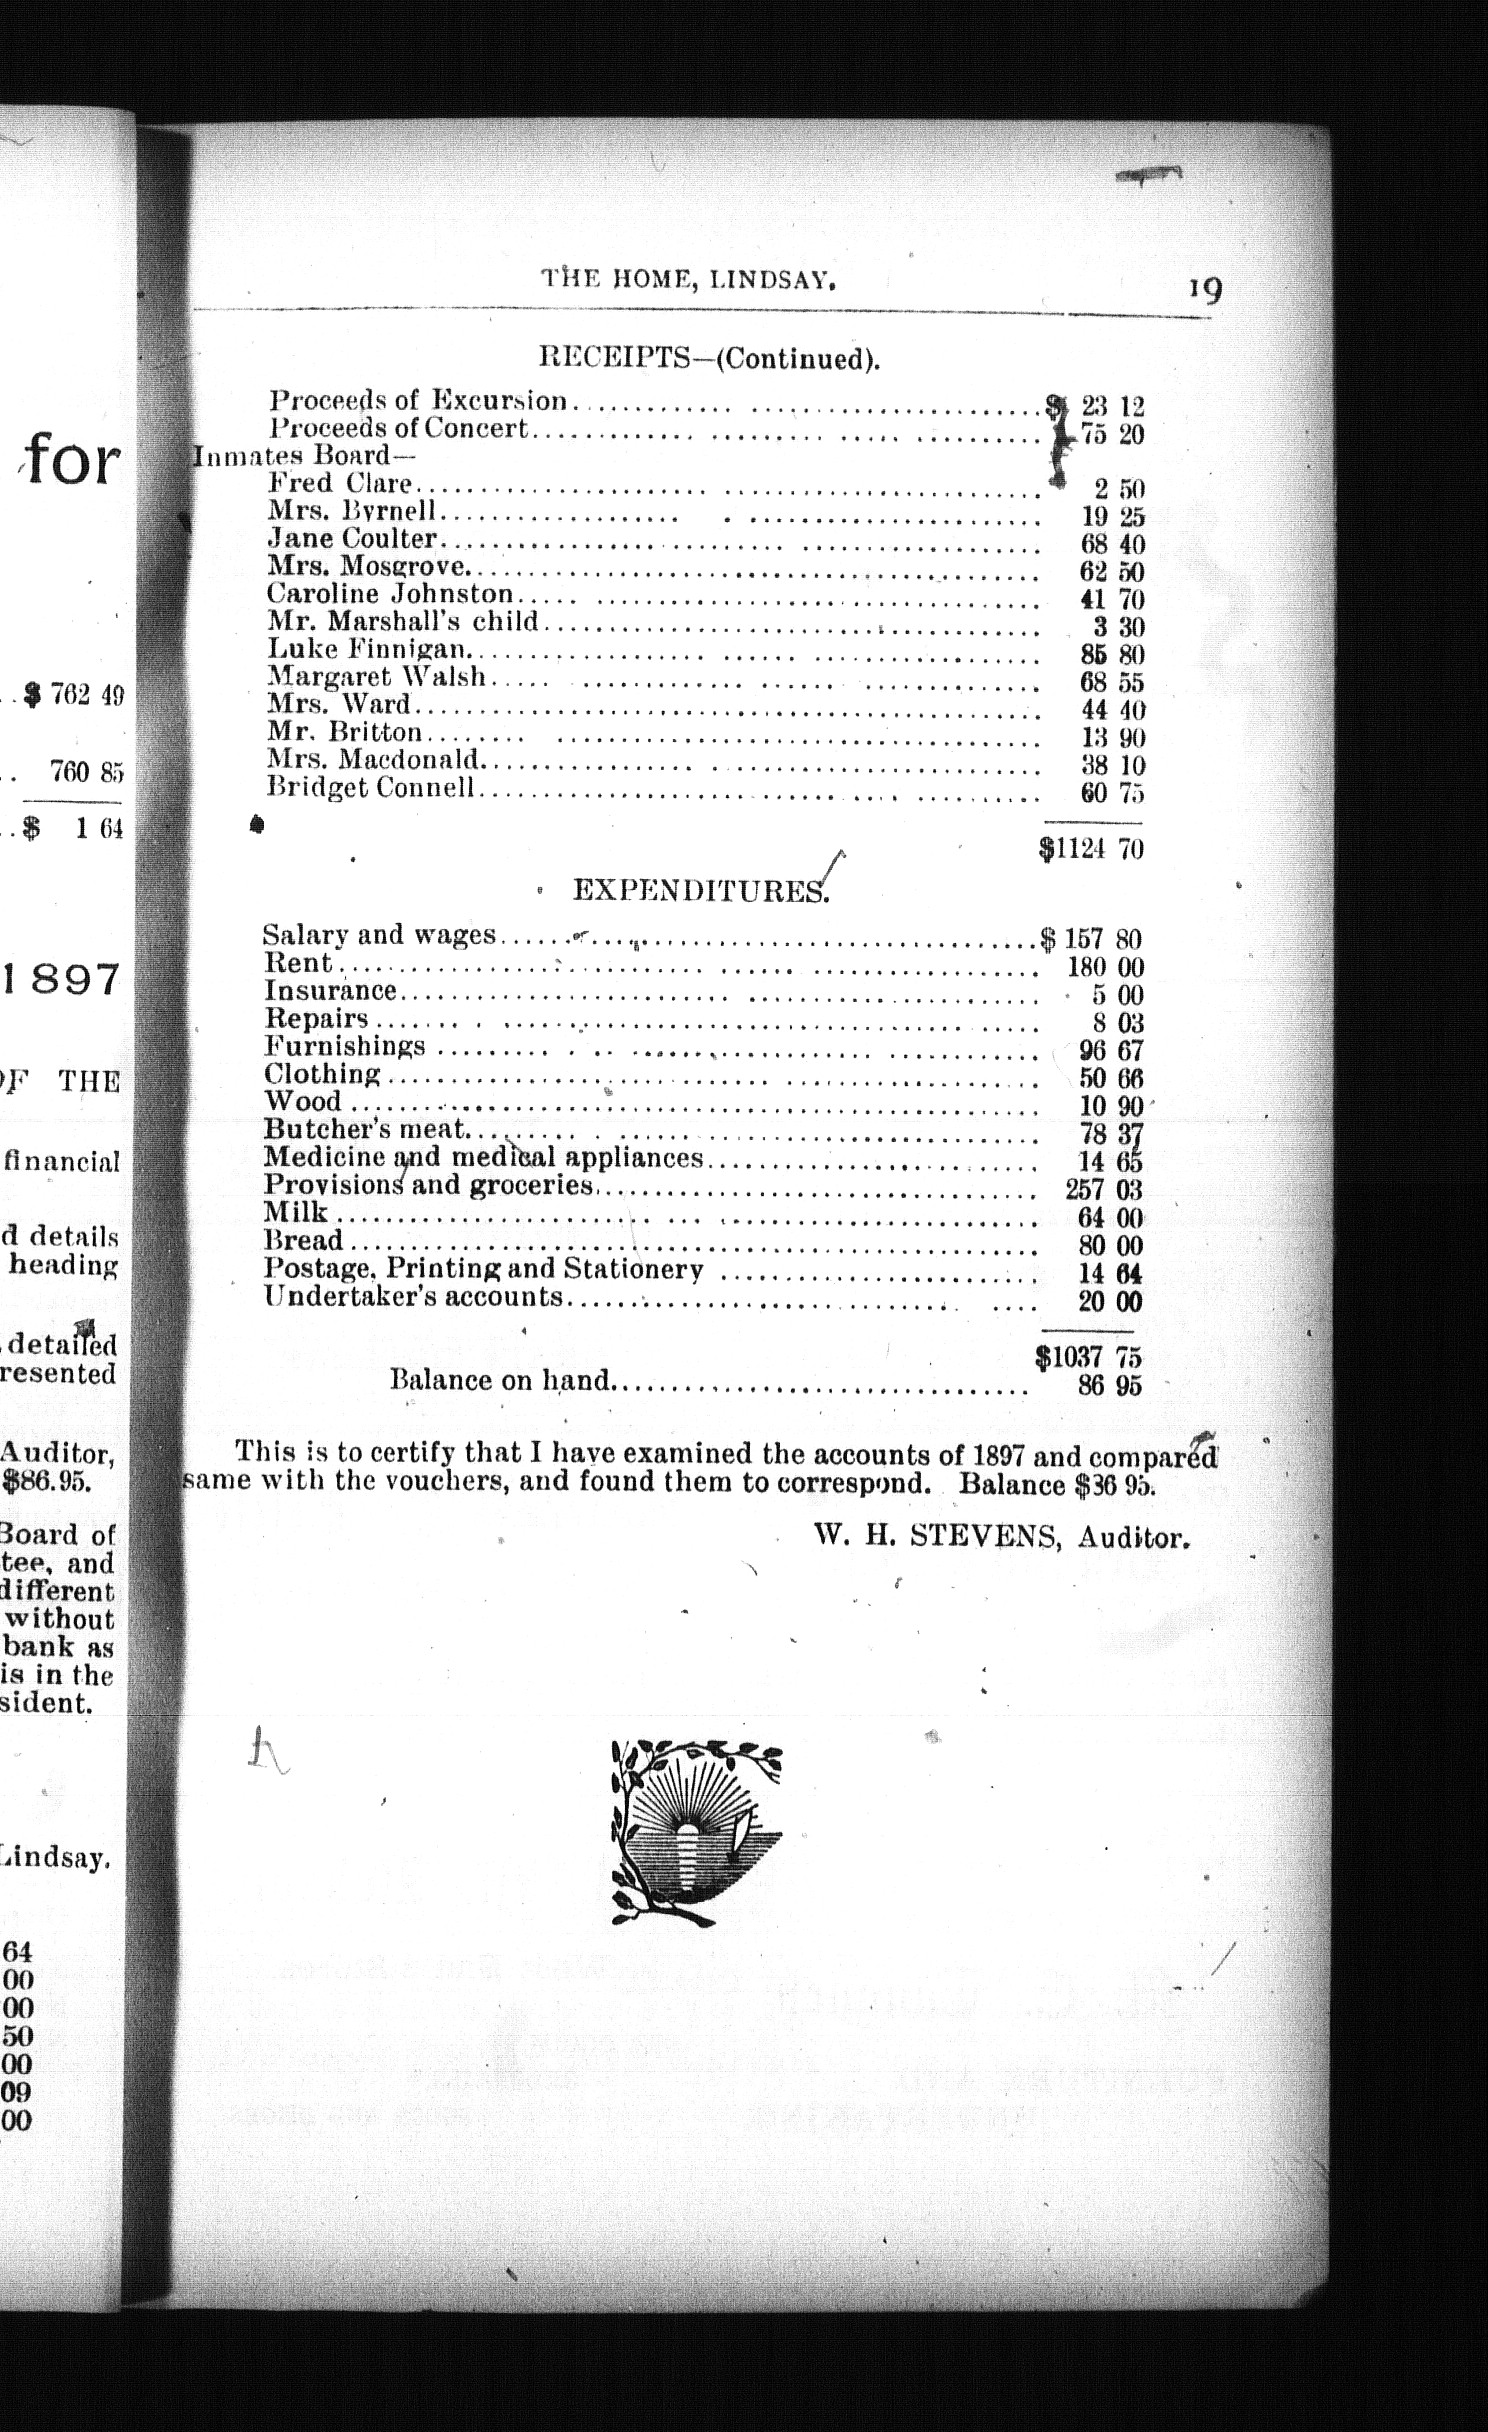 for
..$ 762 49
.. 760 85
..$ 1 64
1897
OF THE
financial
d details
heading
detailed
resented
Auditor,
$86.95.
Board of
tee, and
different
without
bank as
is in the
sident.
Lindsay.
64
00
00
50
00
09
00
THE HOME, LINDSAY.
19
RECEIPTS—(Continued).
Proceeds of Excursion $ 23 12
Proceeds of Concert 75 20
Inmates Board—
Fred Clare 2 50
Mrs. Byrnell 19 25
Jane Coulter 68 40
Mrs. Mosgrove 62 50
Caroline Johnston 41 70
Mr. Marshall's child 3 30
Luke Finnigan 85 80
Margaret Walsh 68 55
Mrs. Ward 44 40
Mr. Britton 13 90
Mrs. Macdonald 38 10
Bridget Connell 60 75
$1124 70
EXPENDITURES.
Salary and wages $ 157 80
Rent 180 00
Insurance 5 00
Repairs 8 03
Furnishings 96 67
Clothing 50 66
Wood 10 90
Butcher's meat 78 37
Medicine and medical appliances 14 65
Provisions and groceries 257 03
Milk 64 00
Bread 80 00
Postage, Printing and Stationery 14 64
Undertaker's accounts 20 00
$1037 75
Balance on hand 86 95
This is to certify that I have examined the accounts of 1897 and compared
same with the vouchers, and found them to correspond. Balance $36 95.
W. H. STEVENS, Auditor.